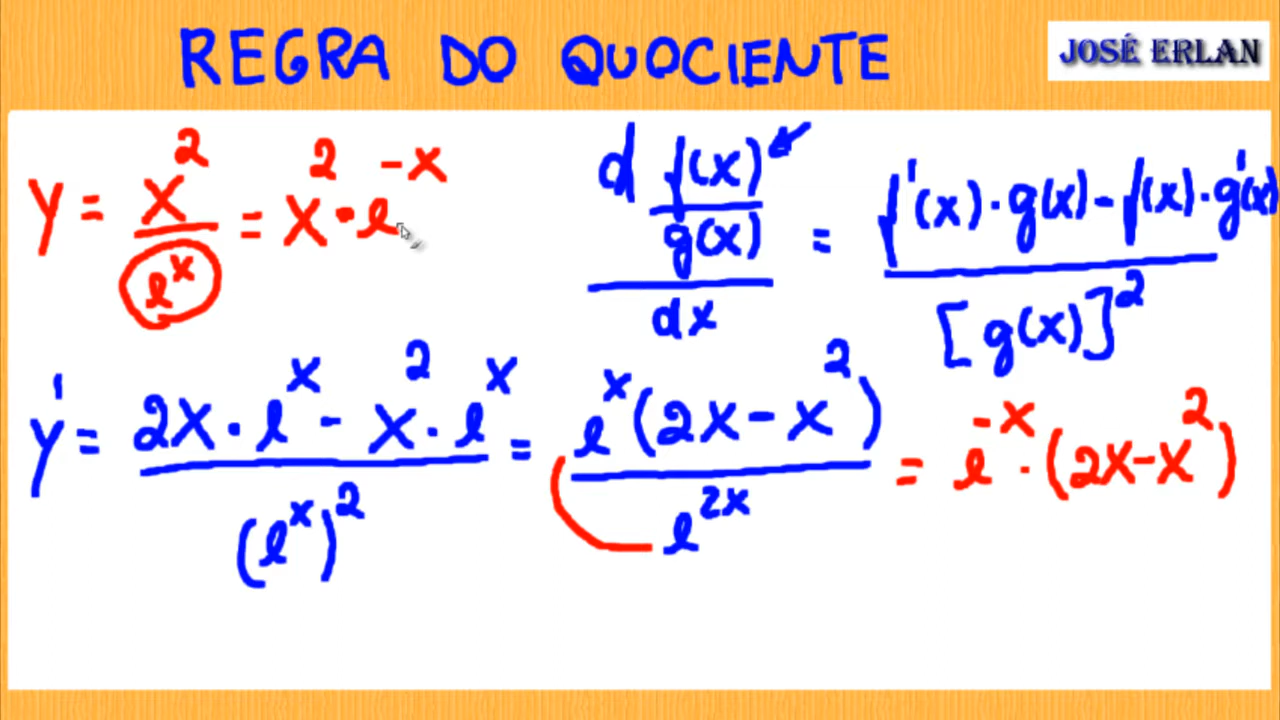 REGRA DO QUOCIENTE
JOSÉ ERLAN
y = x²/eˣ = x² · e⁻ˣ
d f(x)/g(x) / dx = f'(x) · g(x) - f(x) · g'(x) / [g(x)]²
y' = 2x · eˣ - x² · eˣ / (eˣ)² = eˣ(2x - x²) / e²ˣ = e⁻ˣ · (2x - x²)